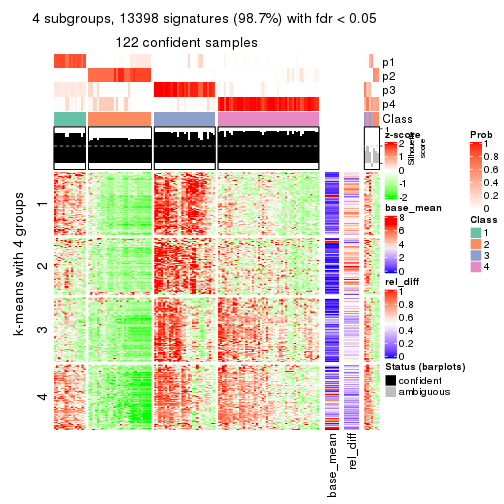 4 subgroups, 13398 signatures (98.7%) with fdr < 0.05
122 confident samples
p1
p2
p3
p4
Class
1
Silhouette
score
k-means with 4 groups
1
2
3
4
base_mean
rel_diff
z-score
2
1
0
-1
-2
base_mean
8
6
4
2
0
rel_diff
1
0.8
0.6
0.4
0.2
0
Status (barplots)
confident
ambiguous
Prob
1
0.8
0.6
0.4
0.2
0
Class
1
2
3
4